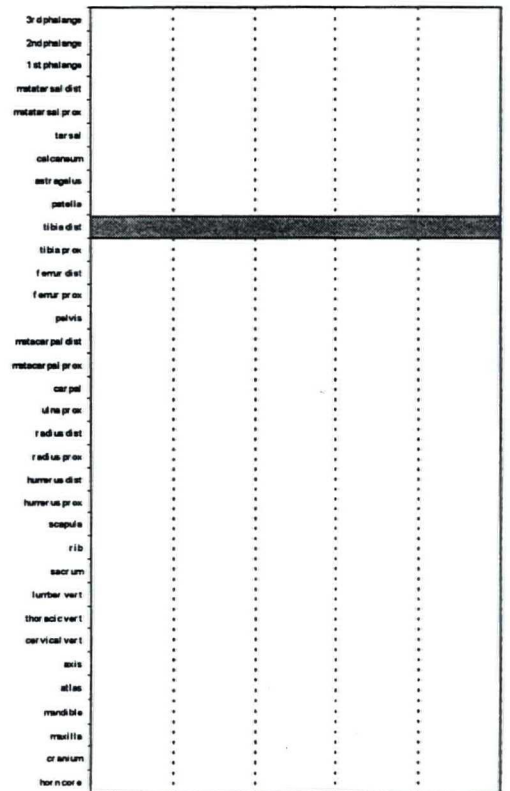 3rd phalange
2nd phalange
1st phalange
metatarsal dist
metatarsal prox
tarsal
calcaneum
astragalus
patella
tibia dist
tibia prox
femur dist
femur prox
pelvis
metacarpal dist
metacarpal prox
carpal
ulna prox
radius dist
radius prox
humerus dist
humerus prox
scapula
rib
sacrum
lumbar vert
thoracic vert
cervical vert
axis
atlas
mandible
maxilla
cranium
horncore